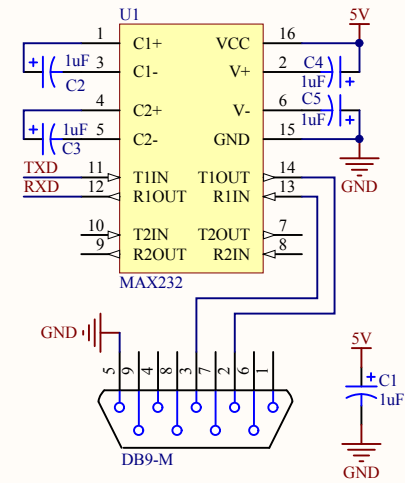 U1
5V
1 C1+ VCC 16
1uF 3 C1- V+ 2 C4
C2 1uF
4 C2+ V- 6 C5
1uF 5 C2- GND 15 1uF
C3
TXD 11 T1IN T1OUT 14
RXD 12 R1OUT R1IN 13
GND
10 T2IN T2OUT 7
9 R2OUT R2IN 8
MAX232
GND
5 9 4 8 3 7 2 6 1
DB9-M
5V
C1
1uF
GND